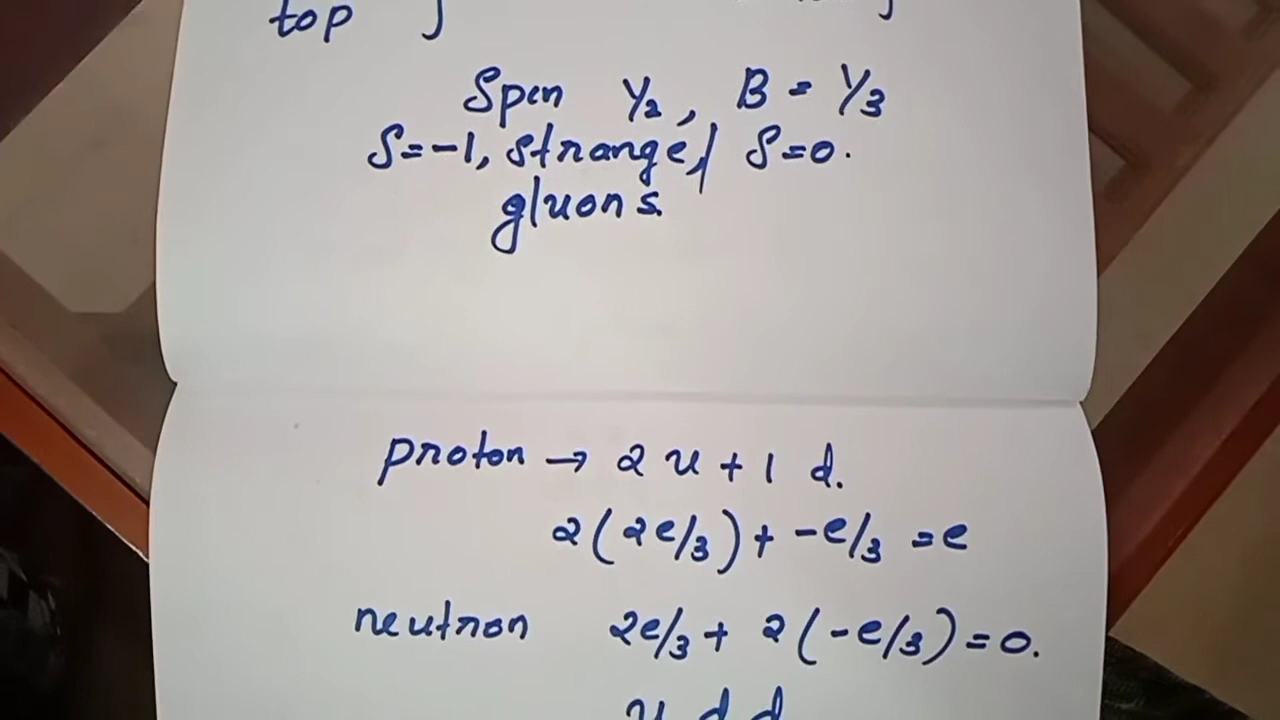 top }
Spin 1/2, B = 1/3
S=-1, strange, S=0.
gluons.
proton → 2 u + 1 d.
2(2e/3) + -e/3 = e
neutron 2e/3 + 2(-e/3) = 0.
u d d